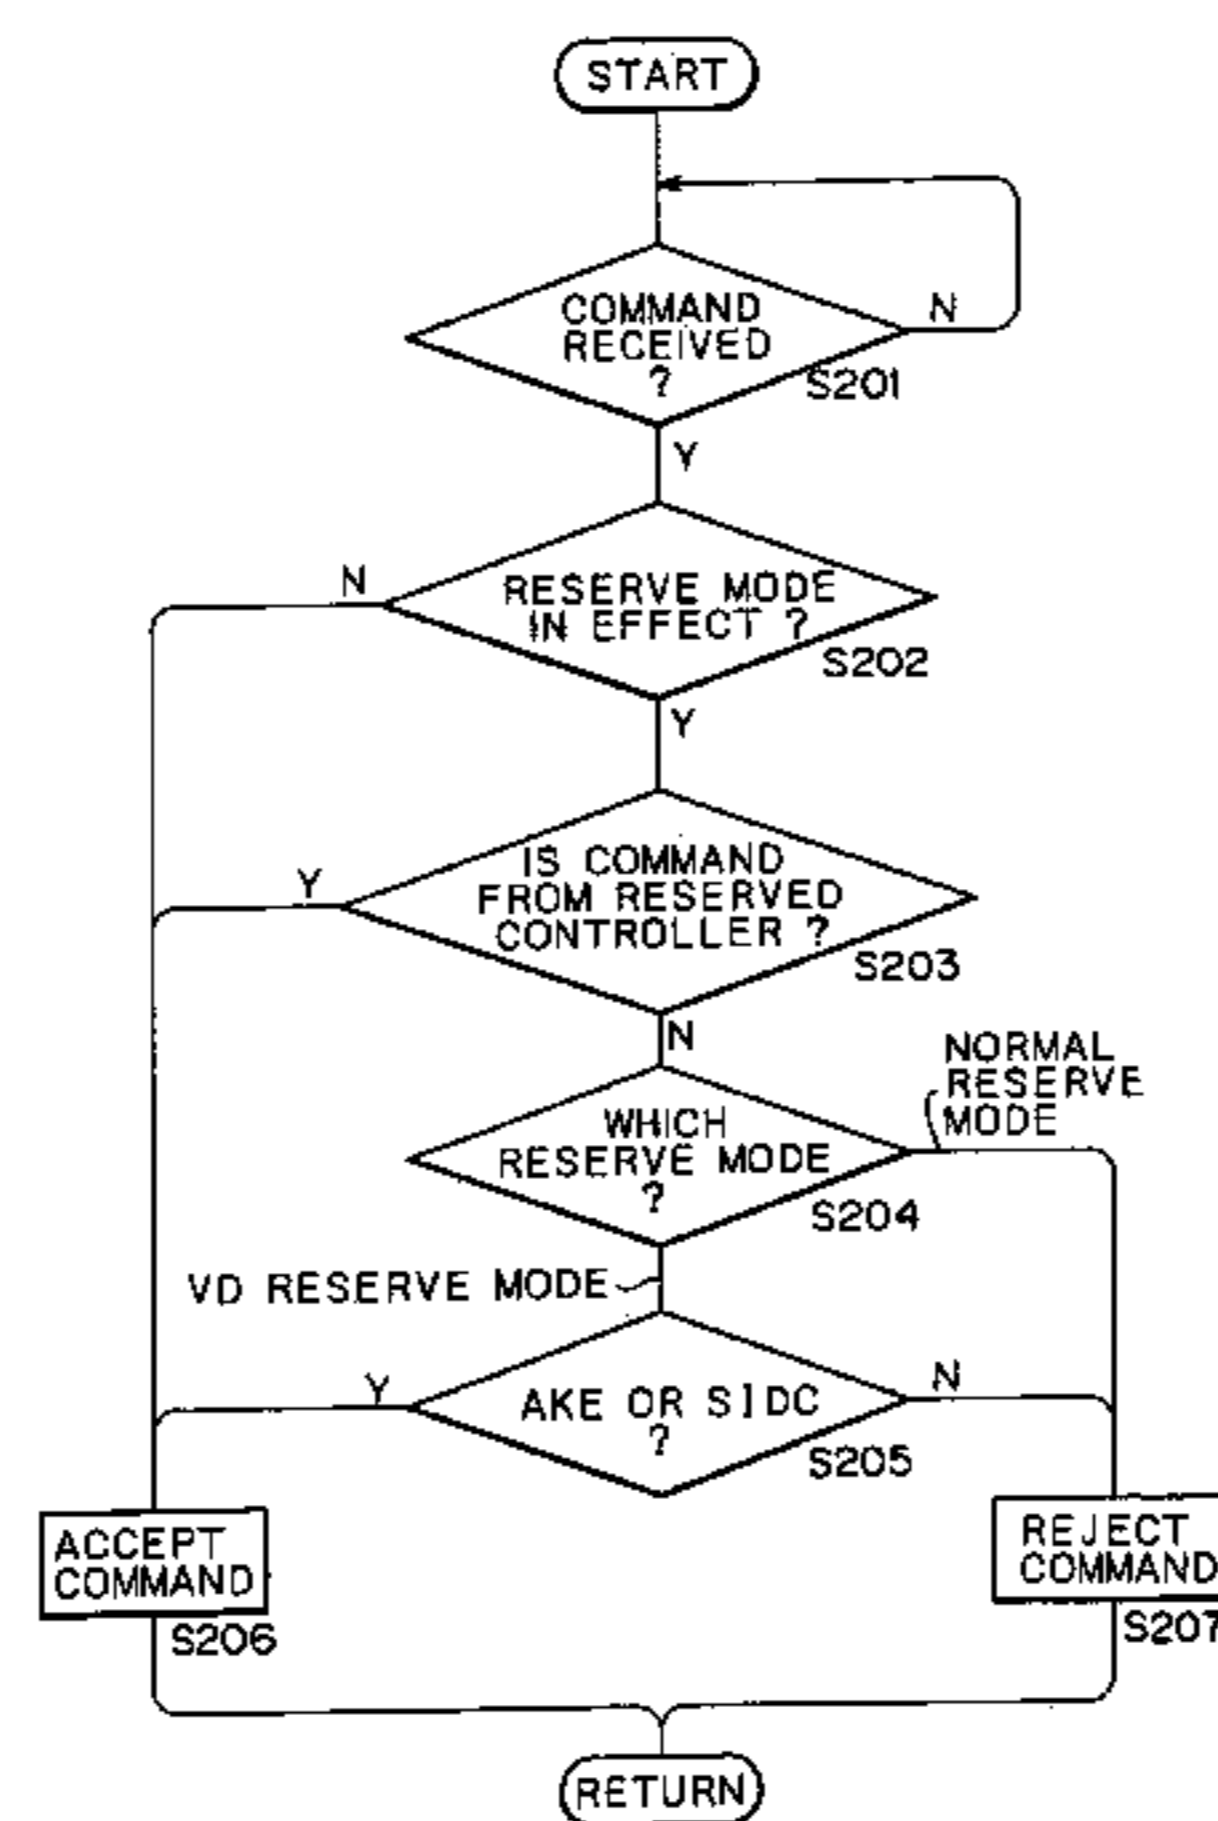 START
COMMAND
RECEIVED
?
N
S201
Y
RESERVE MODE
IN EFFECT ?
N
S202
Y
IS COMMAND
FROM RESERVED
CONTROLLER ?
Y
S203
N
NORMAL
RESERVE
MODE
WHICH
RESERVE MODE
?
S204
VD RESERVE MODE
AKE OR SIDC
?
Y
N
S205
ACCEPT
COMMAND
S206
REJECT
COMMAND
S207
RETURN